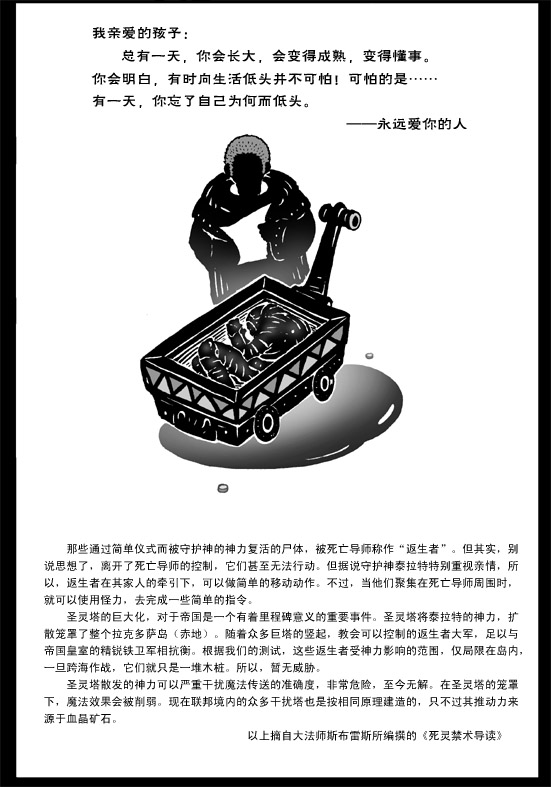 我亲爱的孩子：
总有一天，你会长大，会变得成熟，变得懂事。
你会明白，有时向生活低头并不可怕！可怕的是……
有一天，你忘了自己为何而低头。
——永远爱你的人
那些通过简单仪式而被守护神的神力复活的尸体，被死亡导师称作“返生者”。但其实，别
说思想了，离开了死亡导师的控制，它们甚至无法行动。但据说守护神泰拉特特别重视亲情，所
以，返生者在其家人的牵引下，可以做简单的移动动作。不过，当他们聚集在死亡导师周围时，
就可以使用怪力，去完成一些简单的指令。
圣灵塔的巨大化，对于帝国是一个有着里程碑意义的重要事件。圣灵塔将泰拉特的神力，扩
散笼罩了整个拉克多萨岛（赤地）。随着众多巨塔的竖起，教会可以控制的返生者大军，足以与
帝国皇室的精锐铁卫军相抗衡。根据我们的测试，这些返生者受神力影响的范围，仅局限在岛内，
一旦跨海作战，它们就只是一堆木桩。所以，暂无威胁。
圣灵塔散发的神力可以严重干扰魔法传送的准确度，非常危险，至今无解。在圣灵塔的笼罩
下，魔法效果会被削弱。现在联邦境内的众多干扰塔也是按相同原理建造的，只不过其推动力来
源于血晶矿石。
以上摘自大法师斯布雷斯所编撰的《死灵禁术导读》